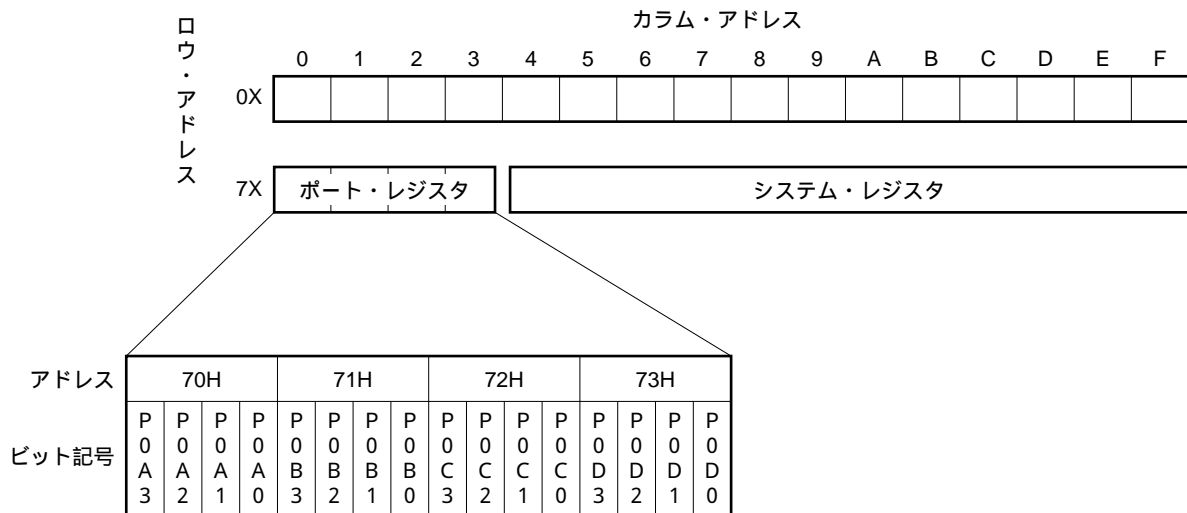 カラム・アドレス
ロウ・アドレス
0 1 2 3 4 5 6 7 8 9 A B C D E F
0X
7X ポート・レジスタ システム・レジスタ
アドレス 70H 71H 72H 73H
ビット記号 P0A3 P0A2 P0A1 P0A0 P0B3 P0B2 P0B1 P0B0 P0C3 P0C2 P0C1 P0C0 P0D3 P0D2 P0D1 P0D0